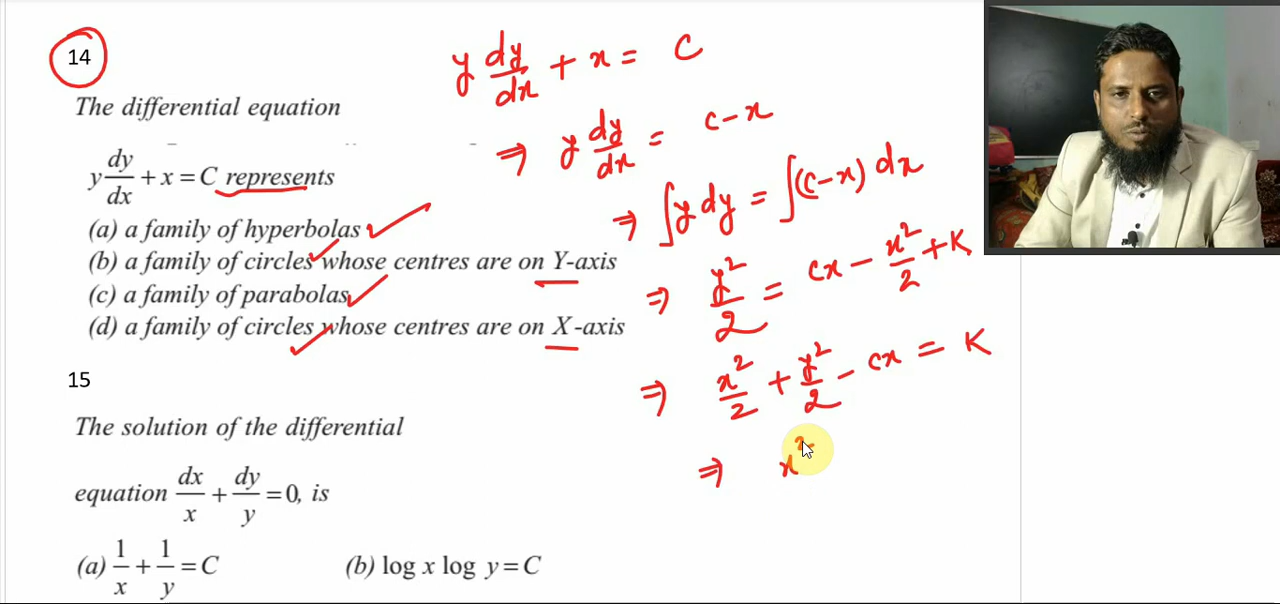 14
The differential equation
y dy/dx + x = C represents
(a) a family of hyperbolas
(b) a family of circles whose centres are on Y-axis
(c) a family of parabolas
(d) a family of circles whose centres are on X-axis
15
The solution of the differential
equation dx/x + dy/y = 0, is
(a) 1/x + 1/y = C
(b) log x log y = C
y dy/dx + x = C
⇒ y dy/dx = c - x
⇒ ∫y dy = ∫(c-x) dx
⇒ y²/2 = cx - x²/2 + K
⇒ x²/2 + y²/2 - cx = K
⇒ x²